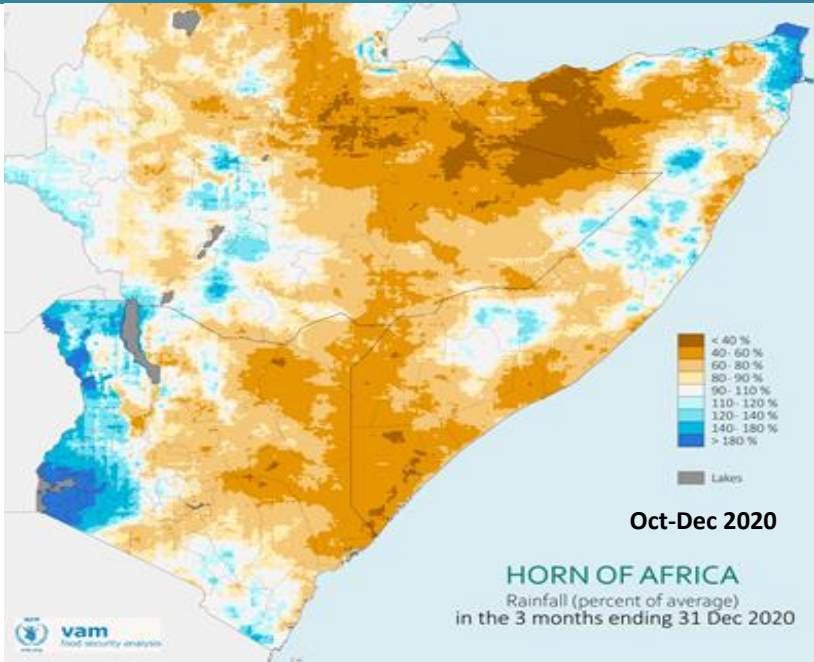 < 40 %
40- 60 %
60 - 80 %
80 - 90 %
90 - 110 %
110 - 120 %
120 - 140 %
140 - 180 %
> 180 %
Lakes
Oct-Dec 2020
HORN OF AFRICA
Rainfall (percent of average)
in the 3 months ending 31 Dec 2020
vam
food security analysis